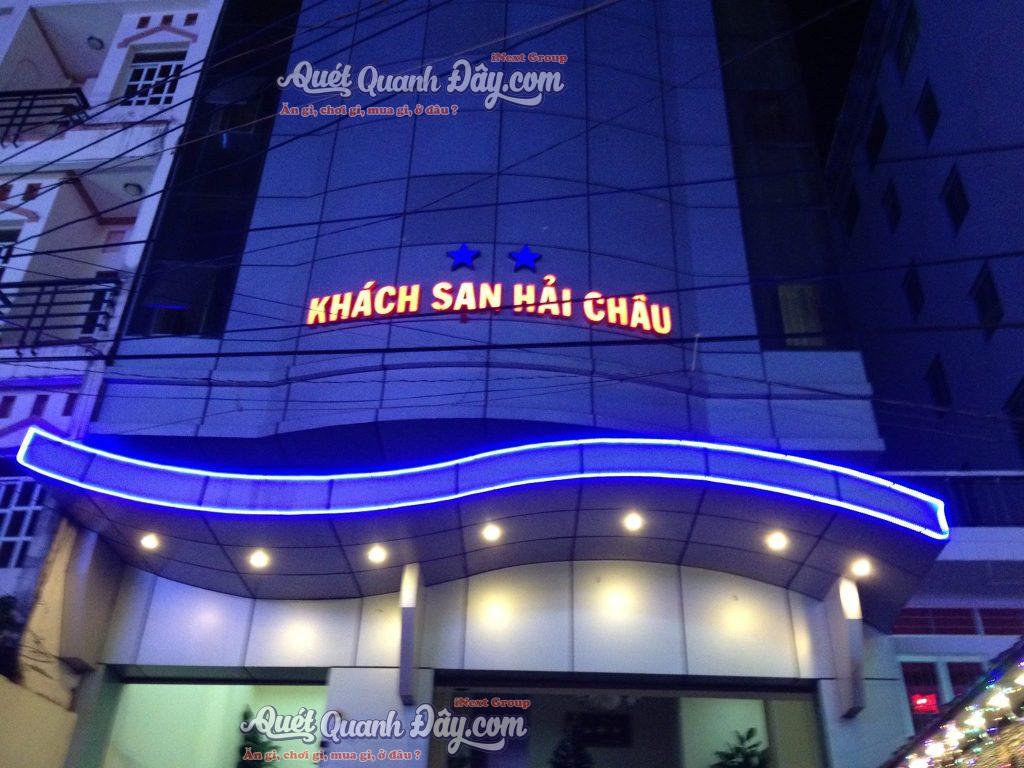 iNext Group
Quét Quanh Đây.com
Ăn gì, chơi gì, mua gì, ở đâu ?
KHÁCH SẠN HẢI CHÂU
iNext Group
Quét Quanh Đây.com
Ăn gì, chơi gì, mua gì, ở đâu ?